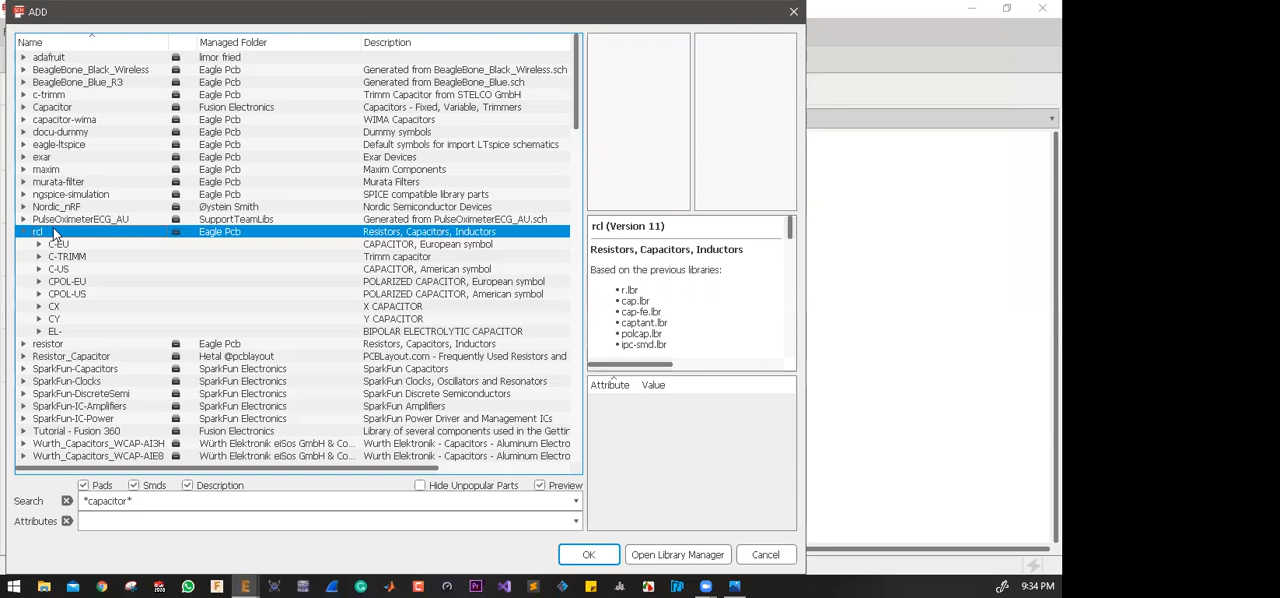 ADD
Name Managed Folder Description
adafruit limor fried
BeagleBone_Black_Wireless Eagle Pcb Generated from BeagleBone_Black_Wireless.sch
BeagleBone_Blue_R3 Eagle Pcb Generated from BeagleBone_Blue.sch
c-trimm Eagle Pcb Trimm Capacitor from STELCO GmbH
Capacitor Fusion Electronics Capacitors - Fixed, Variable, Trimmers
capacitor-wima Eagle Pcb WIMA Capacitors
docu-dummy Eagle Pcb Dummy symbols
eagle-ltspice Eagle Pcb Default symbols for import LTspice schematics
exar Eagle Pcb Exar Devices
maxim Eagle Pcb Maxim Components
murata-filter Eagle Pcb Murata Filters
ngspice-simulation Eagle Pcb SPICE compatible library parts
Nordic_nRF Øystein Smith Nordic Semiconductor Devices
PulseOximeterECG_AU SupportTeamLibs Generated from PulseOximeterECG_AU.sch
rcl Eagle Pcb Resistors, Capacitors, Inductors
C-EU CAPACITOR, European symbol
C-TRIMM Trimm capacitor
C-US CAPACITOR, American symbol
CPOL-EU POLARIZED CAPACITOR, European symbol
CPOL-US POLARIZED CAPACITOR, American symbol
CX X CAPACITOR
CY Y CAPACITOR
EL- BIPOLAR ELECTROLYTIC CAPACITOR
resistor Eagle Pcb Resistors, Capacitors, Inductors
Resistor_Capacitor Hetal @pcblayout PCBLayout.com - Frequently Used Resistors and
SparkFun-Capacitors SparkFun Electronics SparkFun Capacitors
SparkFun-Clocks SparkFun Electronics SparkFun Clocks, Oscillators and Resonators
SparkFun-DiscreteSemi SparkFun Electronics SparkFun Discrete Semiconductors
SparkFun-IC-Amplifiers SparkFun Electronics SparkFun Amplifiers
SparkFun-IC-Power SparkFun Electronics SparkFun Power Driver and Management ICs
Tutorial - Fusion 360 Fusion Electronics Library of several components used in the Gettin
Wurth_Capacitors_WCAP-AI3H Würth Elektronik eiSos GmbH & Co... Wurth Elektronik - Capacitors - Aluminum Electro
Wurth_Capacitors_WCAP-AIE8 Würth Elektronik eiSos GmbH & Co... Wurth Elektronik - Capacitors - Aluminum Electro
rcl (Version 11)
Resistors, Capacitors, Inductors
Based on the previous libraries:
• r.lbr
• cap.lbr
• cap-fe.lbr
• captant.lbr
• polcap.lbr
• ipc-smd.lbr
Attribute Value
Pads Smds Description Hide Unpopular Parts Preview
Search *capacitor*
Attributes
OK Open Library Manager Cancel
9:34 PM